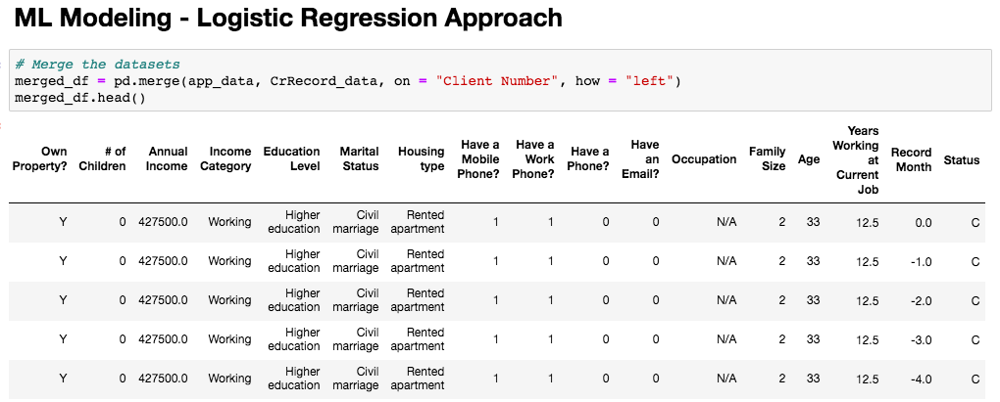 ML Modeling - Logistic Regression Approach
# Merge the datasets
merged_df = pd.merge(app_data, CrRecord_data, on = "Client Number", how = "left")
merged_df.head()
Own Property? # of Children Annual Income Income Category Education Level Marital Status Housing type Have a Mobile Phone? Have a Work Phone? Have a Phone? Have an Email? Occupation Family Size Age Years Working at Current Job Record Month Status
Y 0 427500.0 Working Higher education Civil marriage Rented apartment 1 1 0 0 N/A 2 33 12.5 0.0 C
Y 0 427500.0 Working Higher education Civil marriage Rented apartment 1 1 0 0 N/A 2 33 12.5 -1.0 C
Y 0 427500.0 Working Higher education Civil marriage Rented apartment 1 1 0 0 N/A 2 33 12.5 -2.0 C
Y 0 427500.0 Working Higher education Civil marriage Rented apartment 1 1 0 0 N/A 2 33 12.5 -3.0 C
Y 0 427500.0 Working Higher education Civil marriage Rented apartment 1 1 0 0 N/A 2 33 12.5 -4.0 C